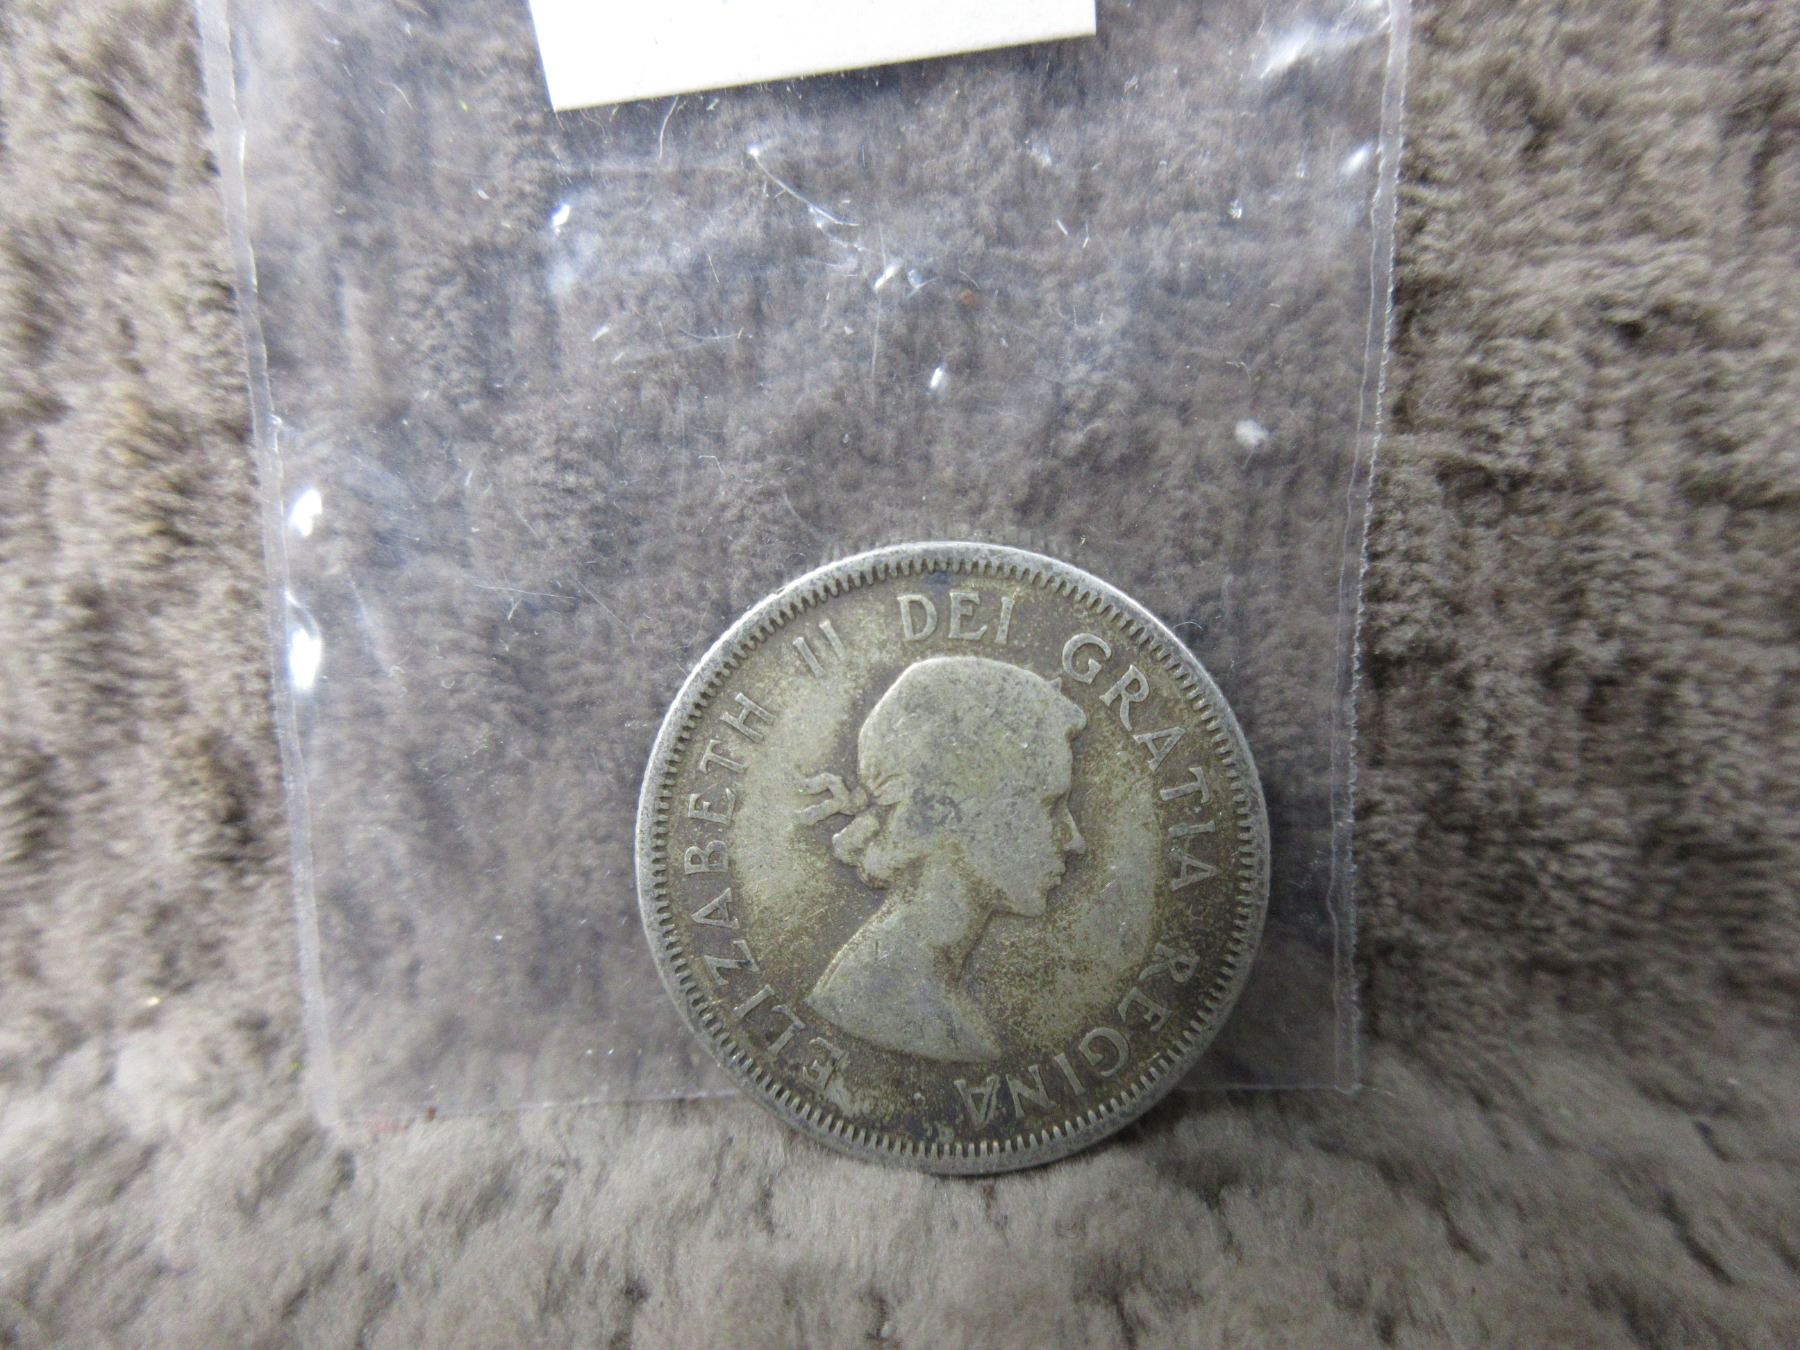 ELIZABETH II DEI GRATIA REGINA